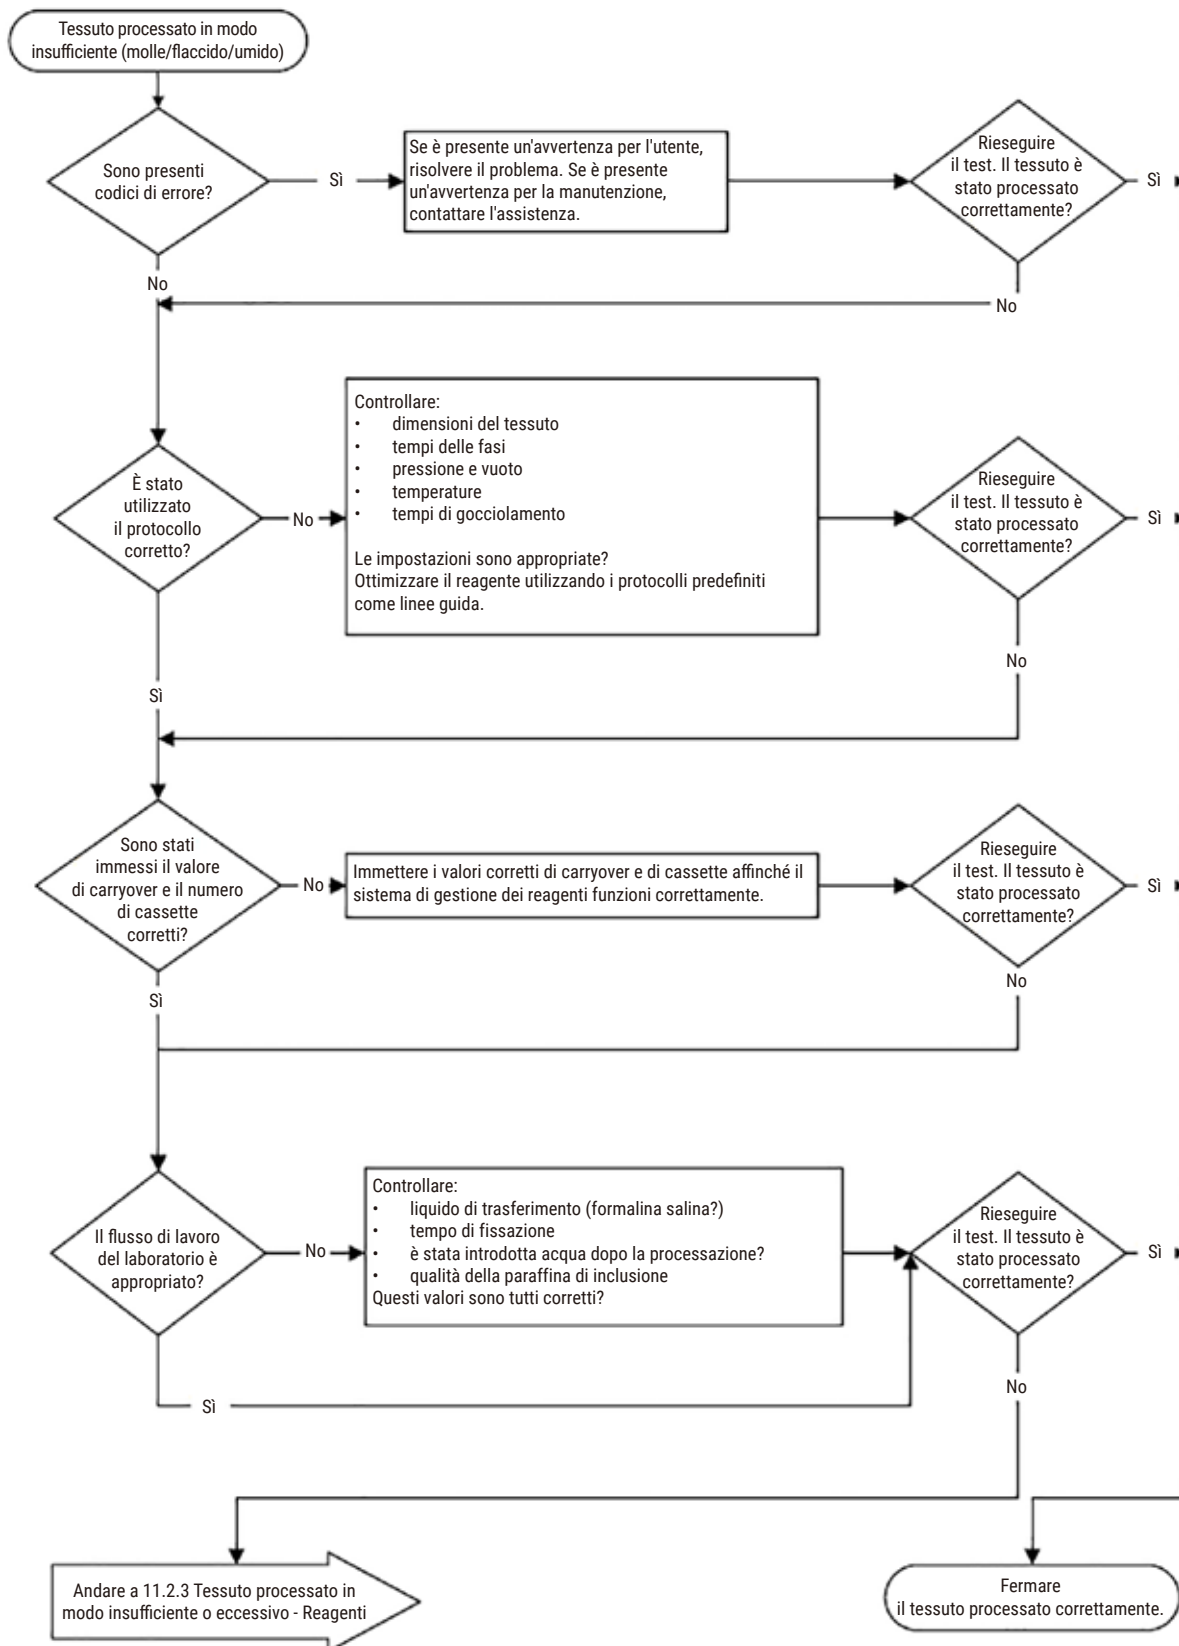 Tessuto processato in modo
insufficiente (molle/flaccido/umido)
Sono presenti
codici di errore?
Sì
Se è presente un'avvertenza per l'utente,
risolvere il problema. Se è presente
un'avvertenza per la manutenzione,
contattare l'assistenza.
Rieseguire
il test. Il tessuto è
stato processato
correttamente?
Sì
No
No
È stato
utilizzato
il protocollo
corretto?
No
Controllare:
• dimensioni del tessuto
• tempi delle fasi
• pressione e vuoto
• temperature
• tempi di gocciolamento
Le impostazioni sono appropriate?
Ottimizzare il reagente utilizzando i protocolli predefiniti
come linee guida.
Rieseguire
il test. Il tessuto è
stato processato
correttamente?
Sì
No
Sì
Sono stati
immessi il valore
di carryover e il numero
di cassette
corretti?
No
Immettere i valori corretti di carryover e di cassette affinché il
sistema di gestione dei reagenti funzioni correttamente.
Rieseguire
il test. Il tessuto è
stato processato
correttamente?
Sì
No
Sì
Il flusso di lavoro
del laboratorio è
appropriato?
No
Controllare:
• liquido di trasferimento (formalina salina?)
• tempo di fissazione
• è stata introdotta acqua dopo la processazione?
• qualità della paraffina di inclusione
Questi valori sono tutti corretti?
Rieseguire
il test. Il tessuto è
stato processato
correttamente?
Sì
No
Sì
Andare a 11.2.3 Tessuto processato in
modo insufficiente o eccessivo - Reagenti
Fermare
il tessuto processato correttamente.